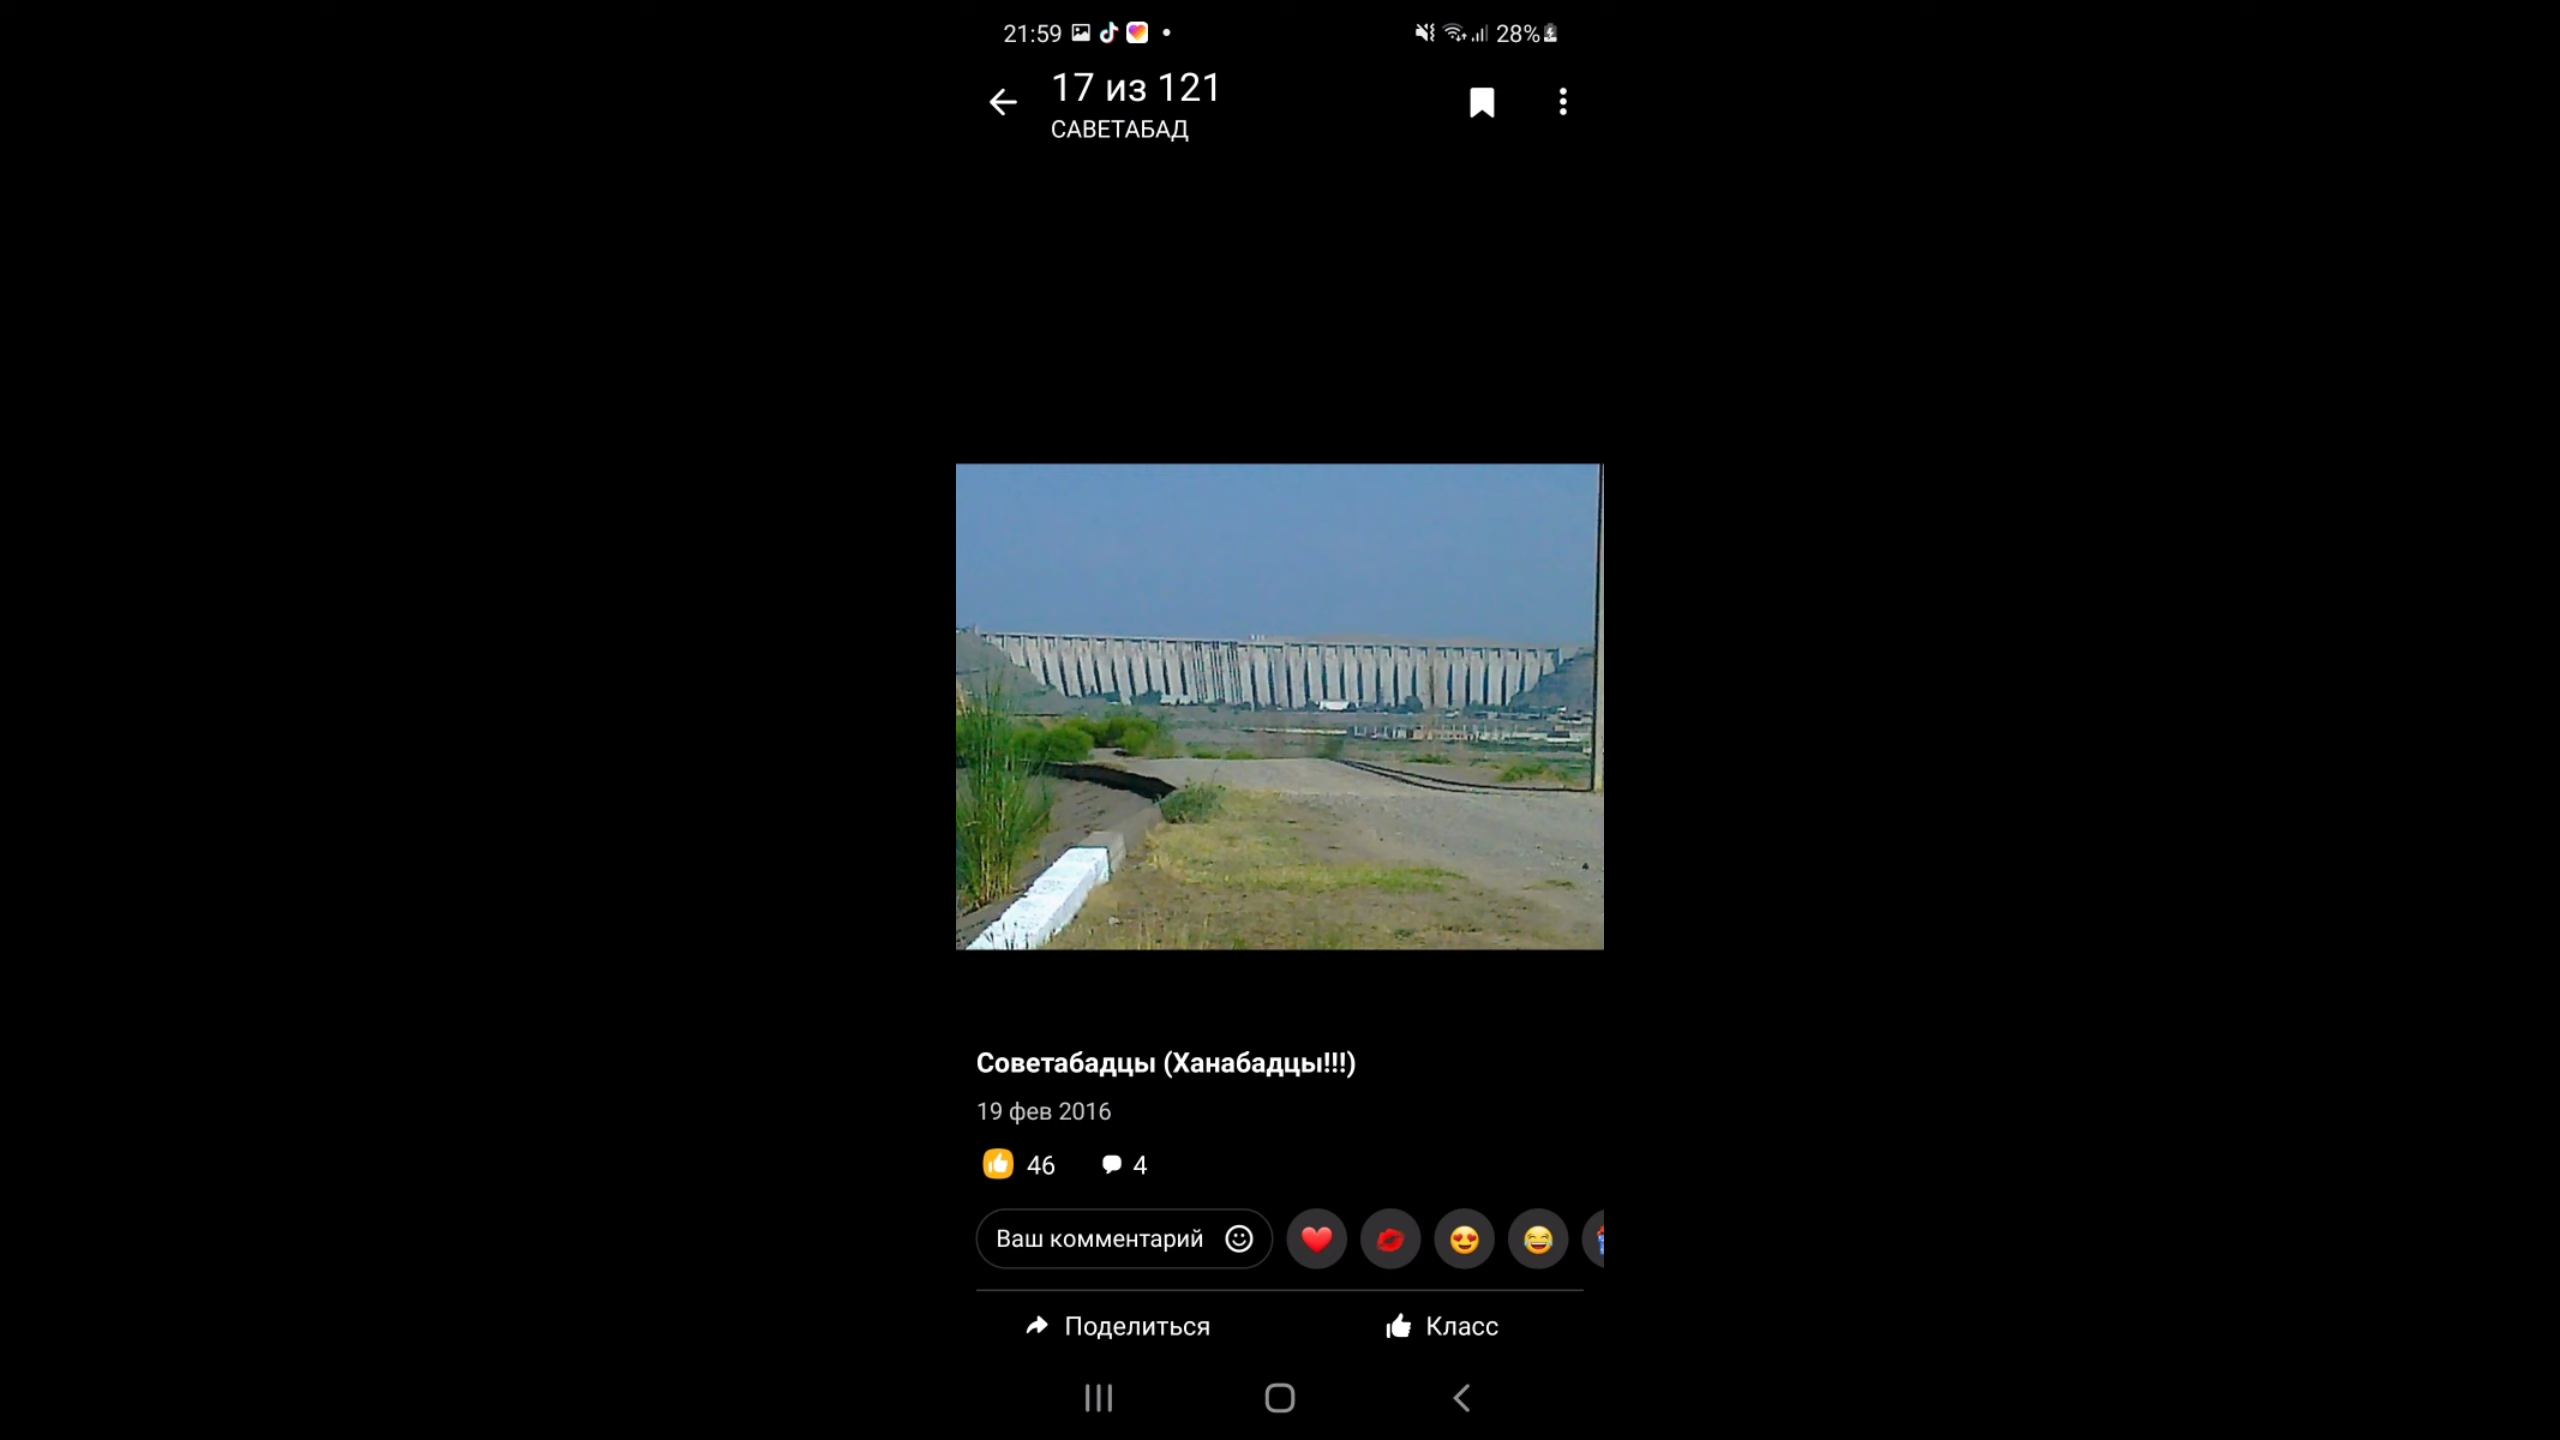 21:59
28%
17 из 121
САВЕТАБАД
Советабадцы (Ханабадцы!!!)
19 фев 2016
46 4
Ваш комментарий
Поделиться Класс